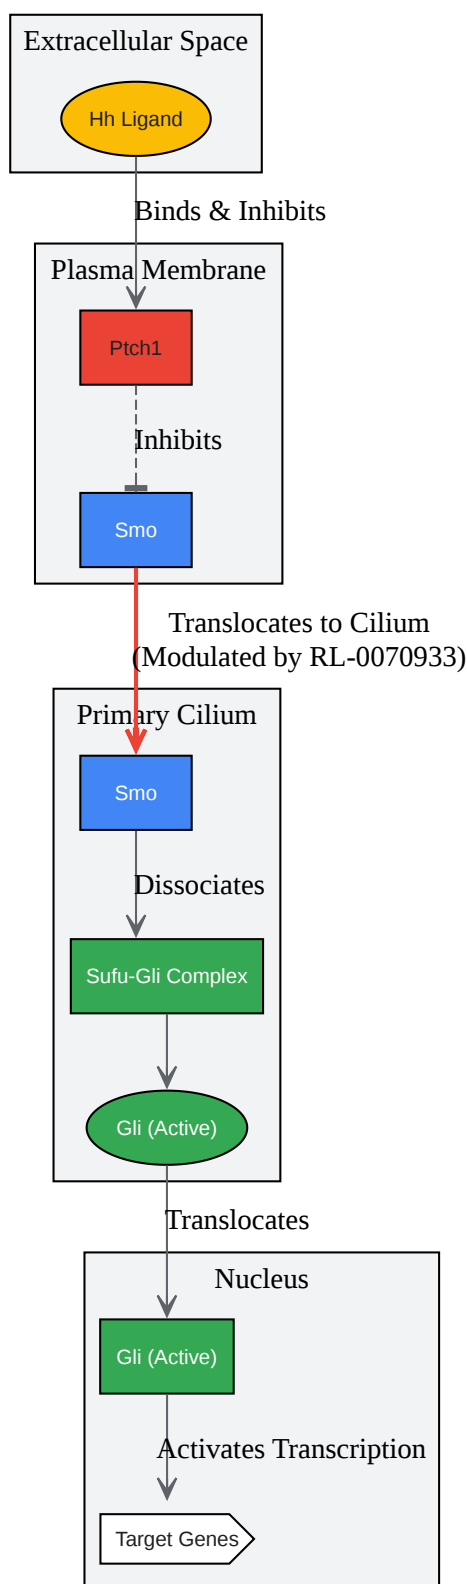 Extracellular Space
Hh Ligand
Binds & Inhibits
Plasma Membrane
Ptch1
Inhibits
Smo
Translocates to Cilium
(Modulated by RL-0070933)
Primary Cilium
Smo
Dissociates
Sufu-Gli Complex
Gli (Active)
Translocates
Nucleus
Gli (Active)
Activates Transcription
Target Genes